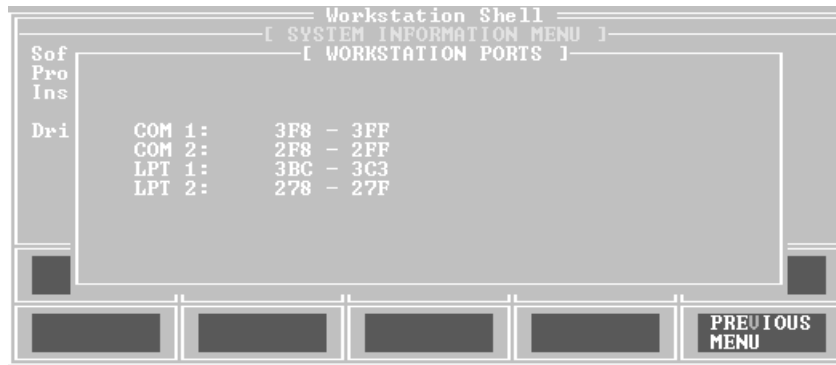 Workstation Shell
[ SYSTEM INFORMATION MENU ]
[ WORKSTATION PORTS ]
Sof
Pro
Ins
Dri
COM 1: 3F8 - 3FF
COM 2: 2F8 - 2FF
LPT 1: 3BC - 3C3
LPT 2: 278 - 27F
PREVIOUS
MENU